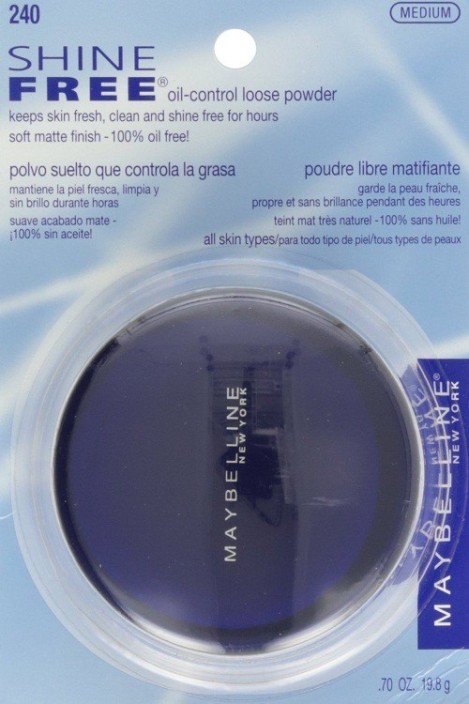 240
MEDIUM
SHINE
FREE® oil-control loose powder
keeps skin fresh, clean and shine free for hours
soft matte finish - 100% oil free!
polvo suelto que controla la grasa
mantiene la piel fresca, limpia y
sin brillo durante horas
suave acabado mate -
¡100% sin aceite!
poudre libre matifiante
garde la peau fraîche,
propre et sans brillance pendant des heures
teint mat très naturel -100% sans huile!
all skin types/para todo tipo de piel/tous types de peaux
MAYBELLINE
NEW YORK
MAYBELLINE®
NEW YORK
.70 OZ. 19.8 g